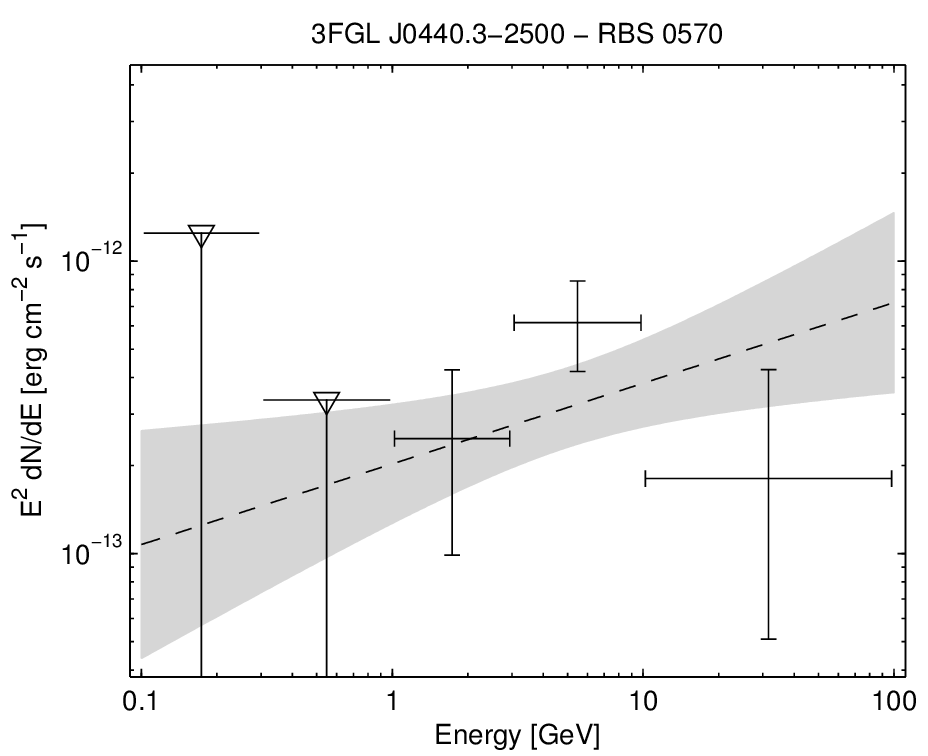 3FGL J0440.3−2500 − RBS 0570
E² dN/dE [erg cm⁻² s⁻¹]
10⁻¹²
10⁻¹³
0.1 1 10 100
Energy [GeV]